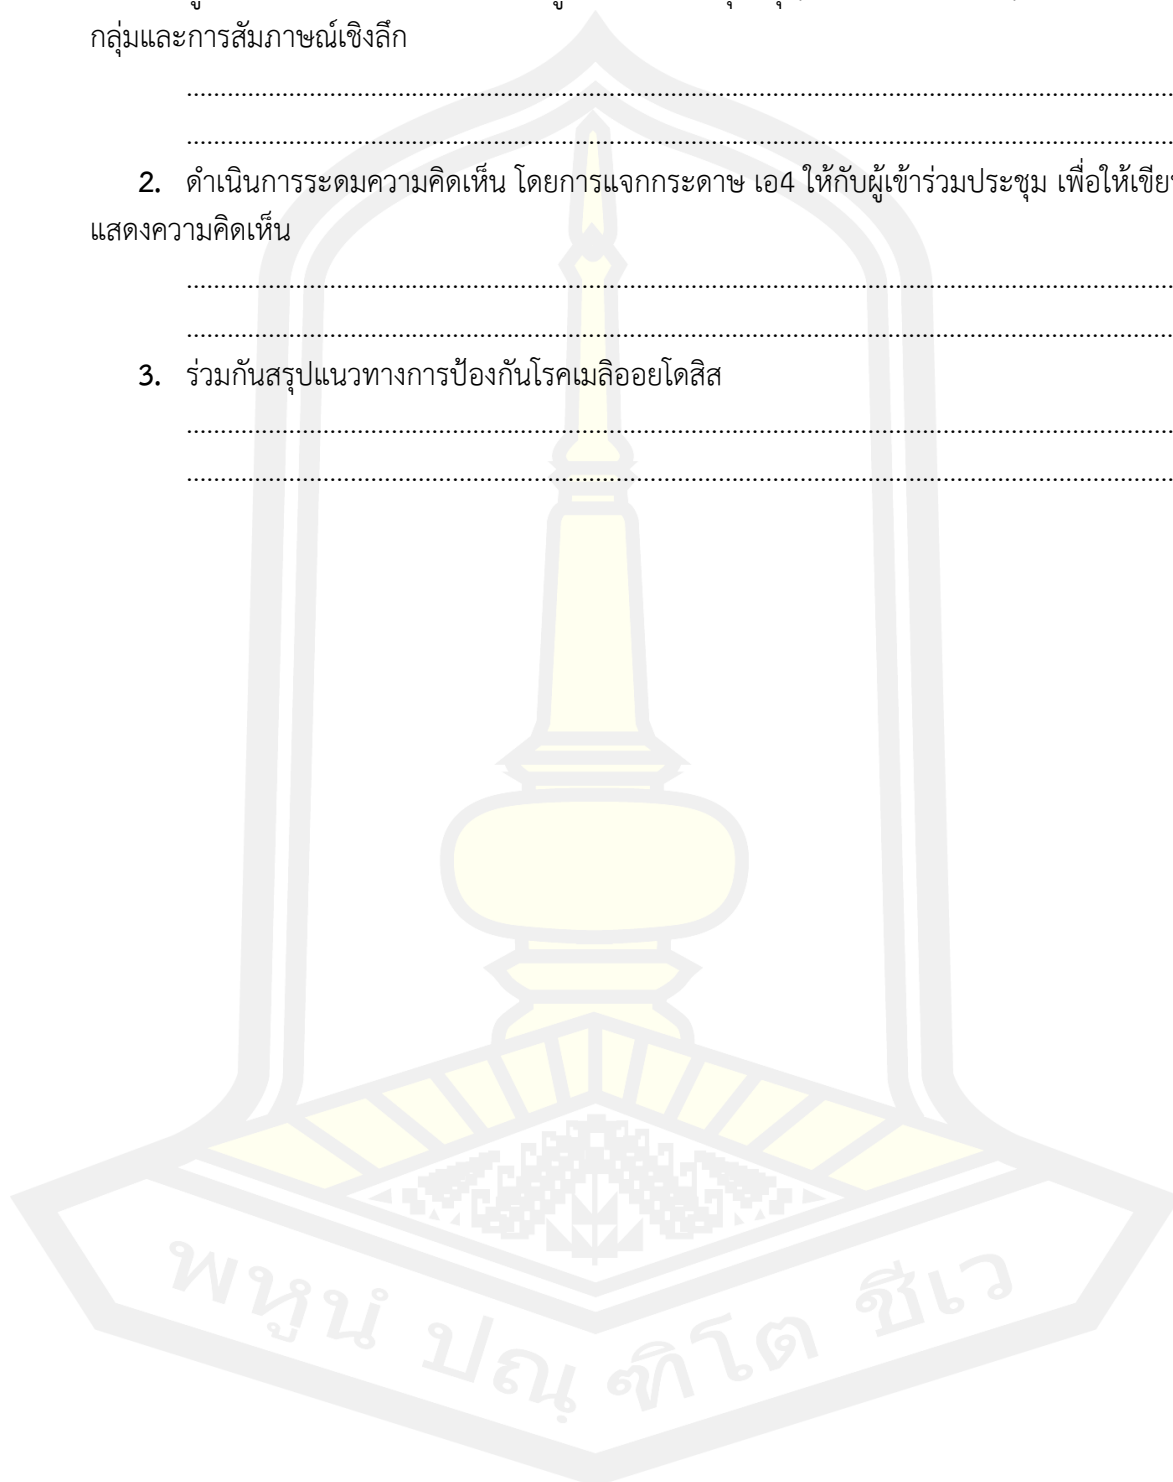 กลุ่มและการสัมภาษณ์เชิงลึก
................................................................................
................................................................................
2. ดำเนินการระดมความคิดเห็น โดยการแจกกระดาษ เอ4 ให้กับผู้เข้าร่วมประชุม เพื่อให้
แสดงความคิดเห็น
................................................................................
................................................................................
3. ร่วมกันสรุปแนวทางการป้องกันโรคเมลิออยโดสิส
................................................................................
................................................................................
พหูนํ ปณฺฑิโต ชีเว